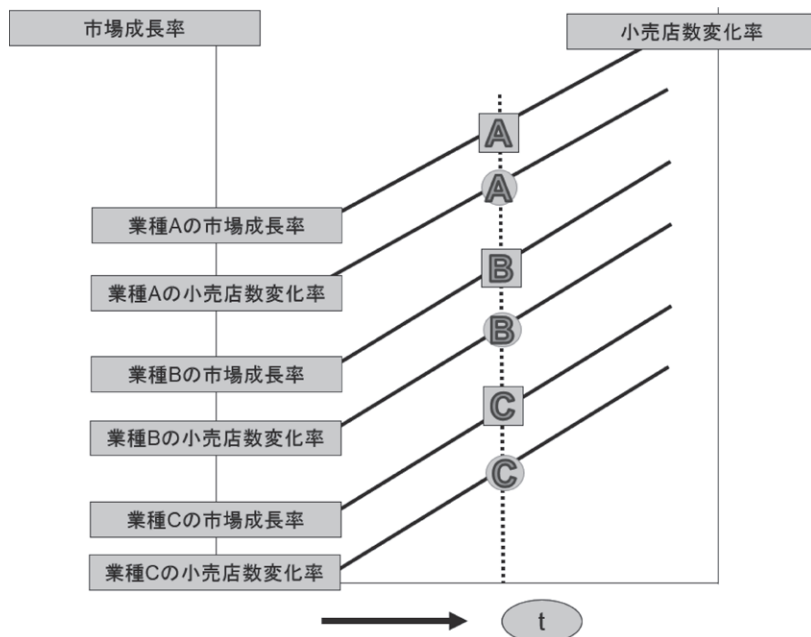 市場成長率
小売店数変化率
A
A
業種Aの市場成長率
B
業種Aの小売店数変化率
B
業種Bの市場成長率
C
業種Bの小売店数変化率
C
業種Cの市場成長率
業種Cの小売店数変化率
t